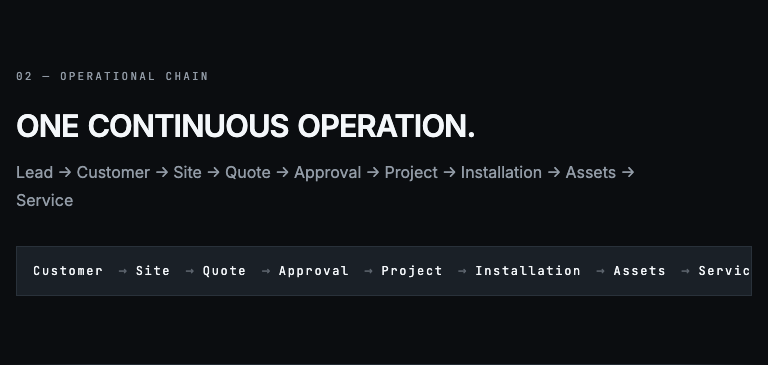 02 — OPERATIONAL CHAIN
ONE CONTINUOUS OPERATION.
Lead → Customer → Site → Quote → Approval → Project → Installation → Assets →
Service
Customer → Site → Quote → Approval → Project → Installation → Assets → Servic